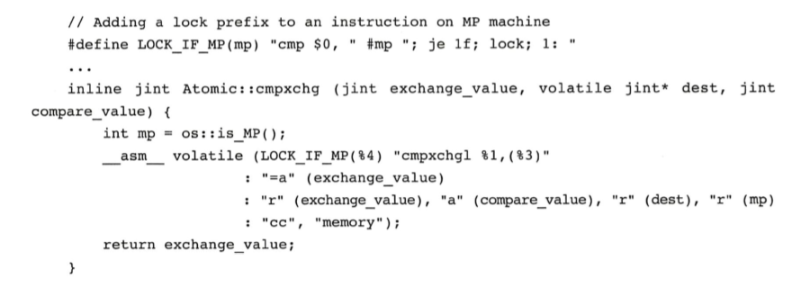 // Adding a lock prefix to an instruction on MP machine
#define LOCK_IF_MP(mp) "cmp $0, " #mp "; je 1f; lock; 1: "
...
inline jint Atomic::cmpxchg (jint exchange_value, volatile jint* dest, jint
compare_value) {
int mp = os::is_MP();
__asm__ volatile (LOCK_IF_MP(%4) "cmpxchgl %1,(%3)"
: "=a" (exchange_value)
: "r" (exchange_value), "a" (compare_value), "r" (dest), "r" (mp)
: "cc", "memory");
return exchange_value;
}